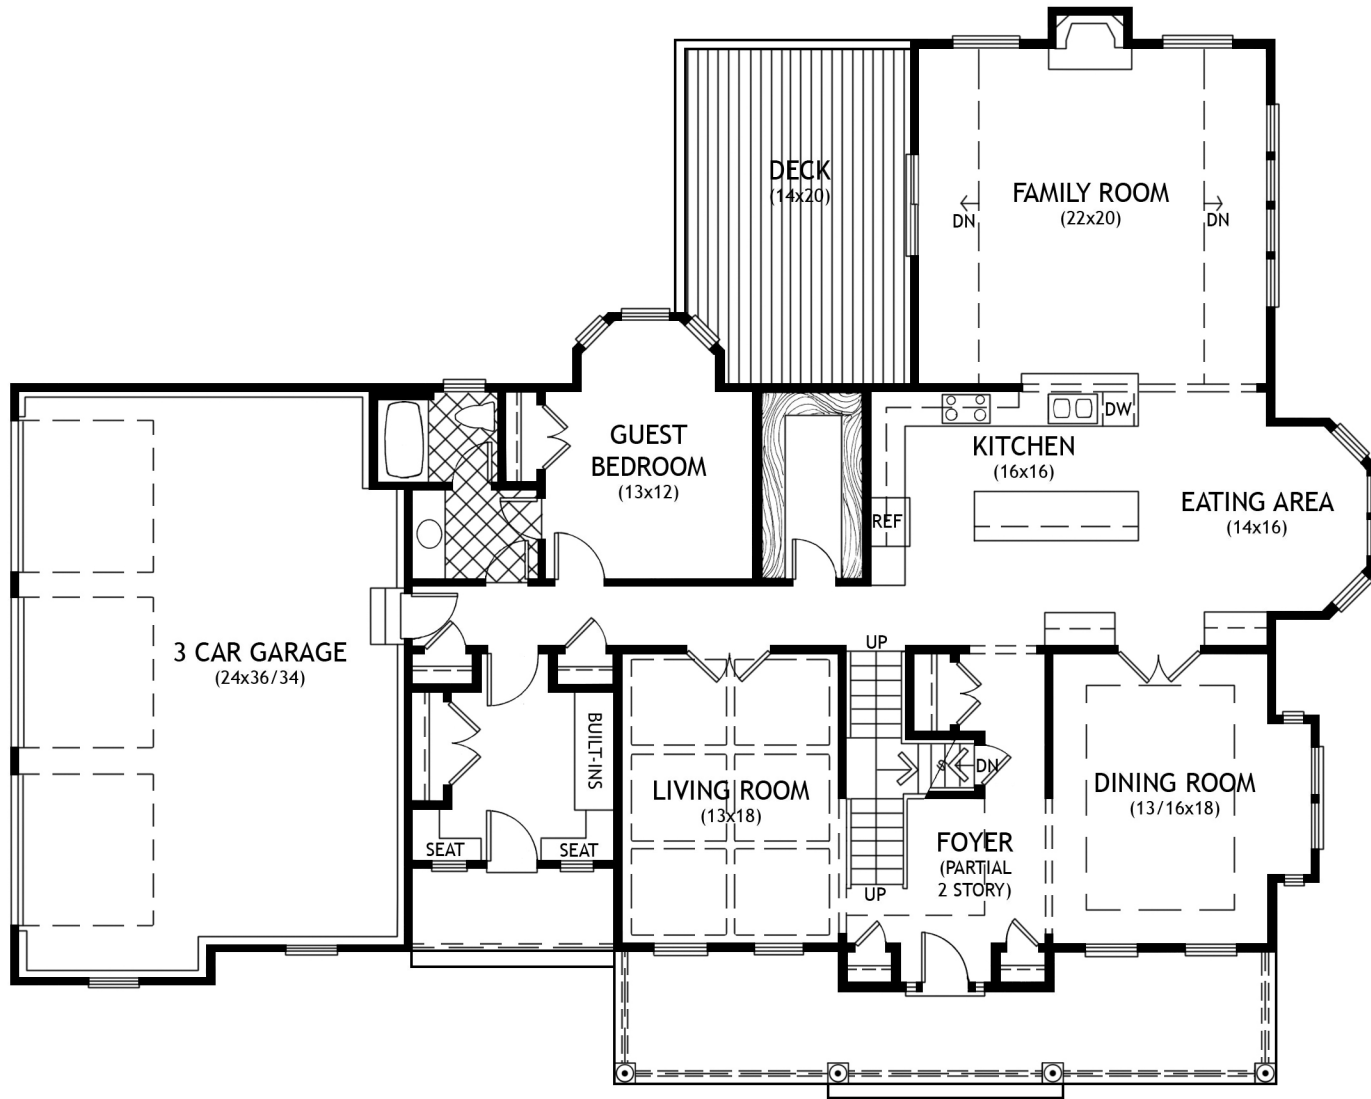 DECK
(14x20)
FAMILY ROOM
(22x20)
DN
DN
GUEST
BEDROOM
(13x12)
KITCHEN
(16x16)
DW
REF
EATING AREA
(14x16)
3 CAR GARAGE
(24x36/34)
UP
BUILT-INS
LIVING ROOM
(13x18)
DN
DINING ROOM
(13/16x18)
SEAT
SEAT
FOYER
(PARTIAL
2 STORY)
UP